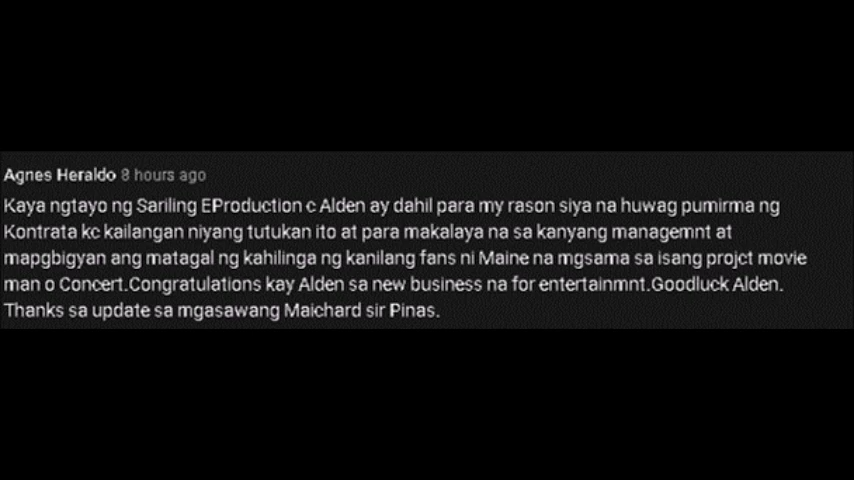 Agnes Heraldo 8 hours ago
Kaya ngtayo ng Sariling EProduction c Alden ay dahil para my rason siya na huwag pumirma ng
Kontrata kc kailangan niyang tutukan ito at para makalaya na sa kanyang managemnt at
mapgbigyan ang matagal ng kahilinga ng kanilang fans ni Maine na mgsama sa isang projct movie
man o Concert.Congratulations kay Alden sa new business na for entertainmnt.Goodluck Alden.
Thanks sa update sa mgasawang Maichard sir Pinas.